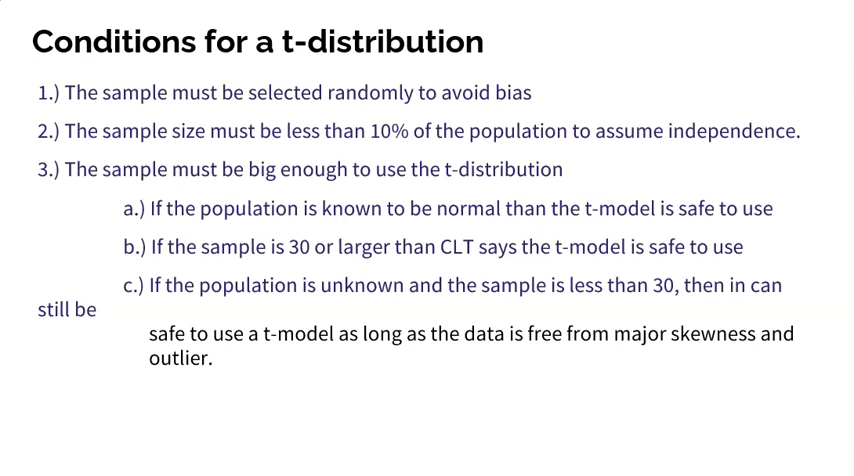 Conditions for a t-distribution
1.) The sample must be selected randomly to avoid bias
2.) The sample size must be less than 10% of the population to assume independence.
3.) The sample must be big enough to use the t-distribution
a.) If the population is known to be normal than the t-model is safe to use
b.) If the sample is 30 or larger than CLT says the t-model is safe to use
c.) If the population is unknown and the sample is less than 30, then in can
still be
safe to use a t-model as long as the data is free from major skewness and
outlier.